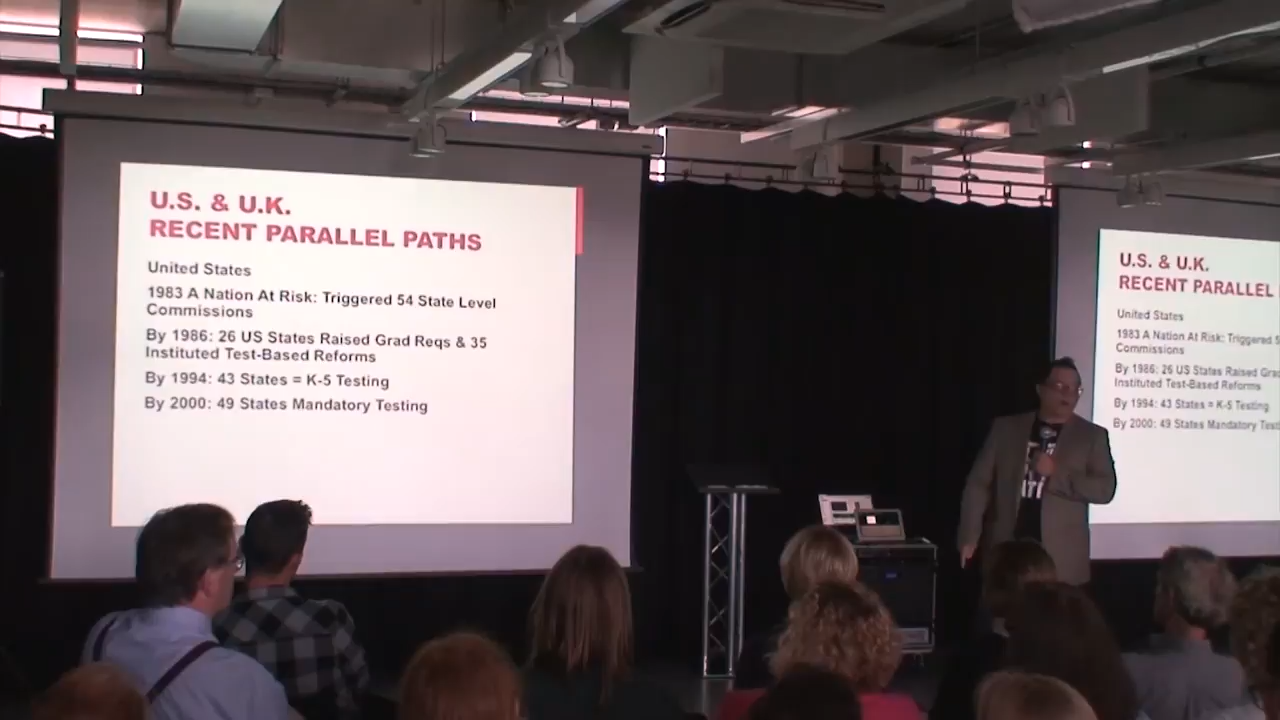 U.S. & U.K.
RECENT PARALLEL PATHS
United States
1983 A Nation At Risk: Triggered 54 State Level
Commissions
By 1986: 26 US States Raised Grad Reqs & 35
Instituted Test-Based Reforms
By 1994: 43 States = K-5 Testing
By 2000: 49 States Mandatory Testing
U.S. & U.K.
RECENT PARALLEL
United States
1983 A Nation At Risk: Triggered
Commissions
By 1986: 26 US States Raised
Instituted Test-Based Reforms
By 1994: 43 States = K-5 Testing
By 2000: 49 States Mandatory